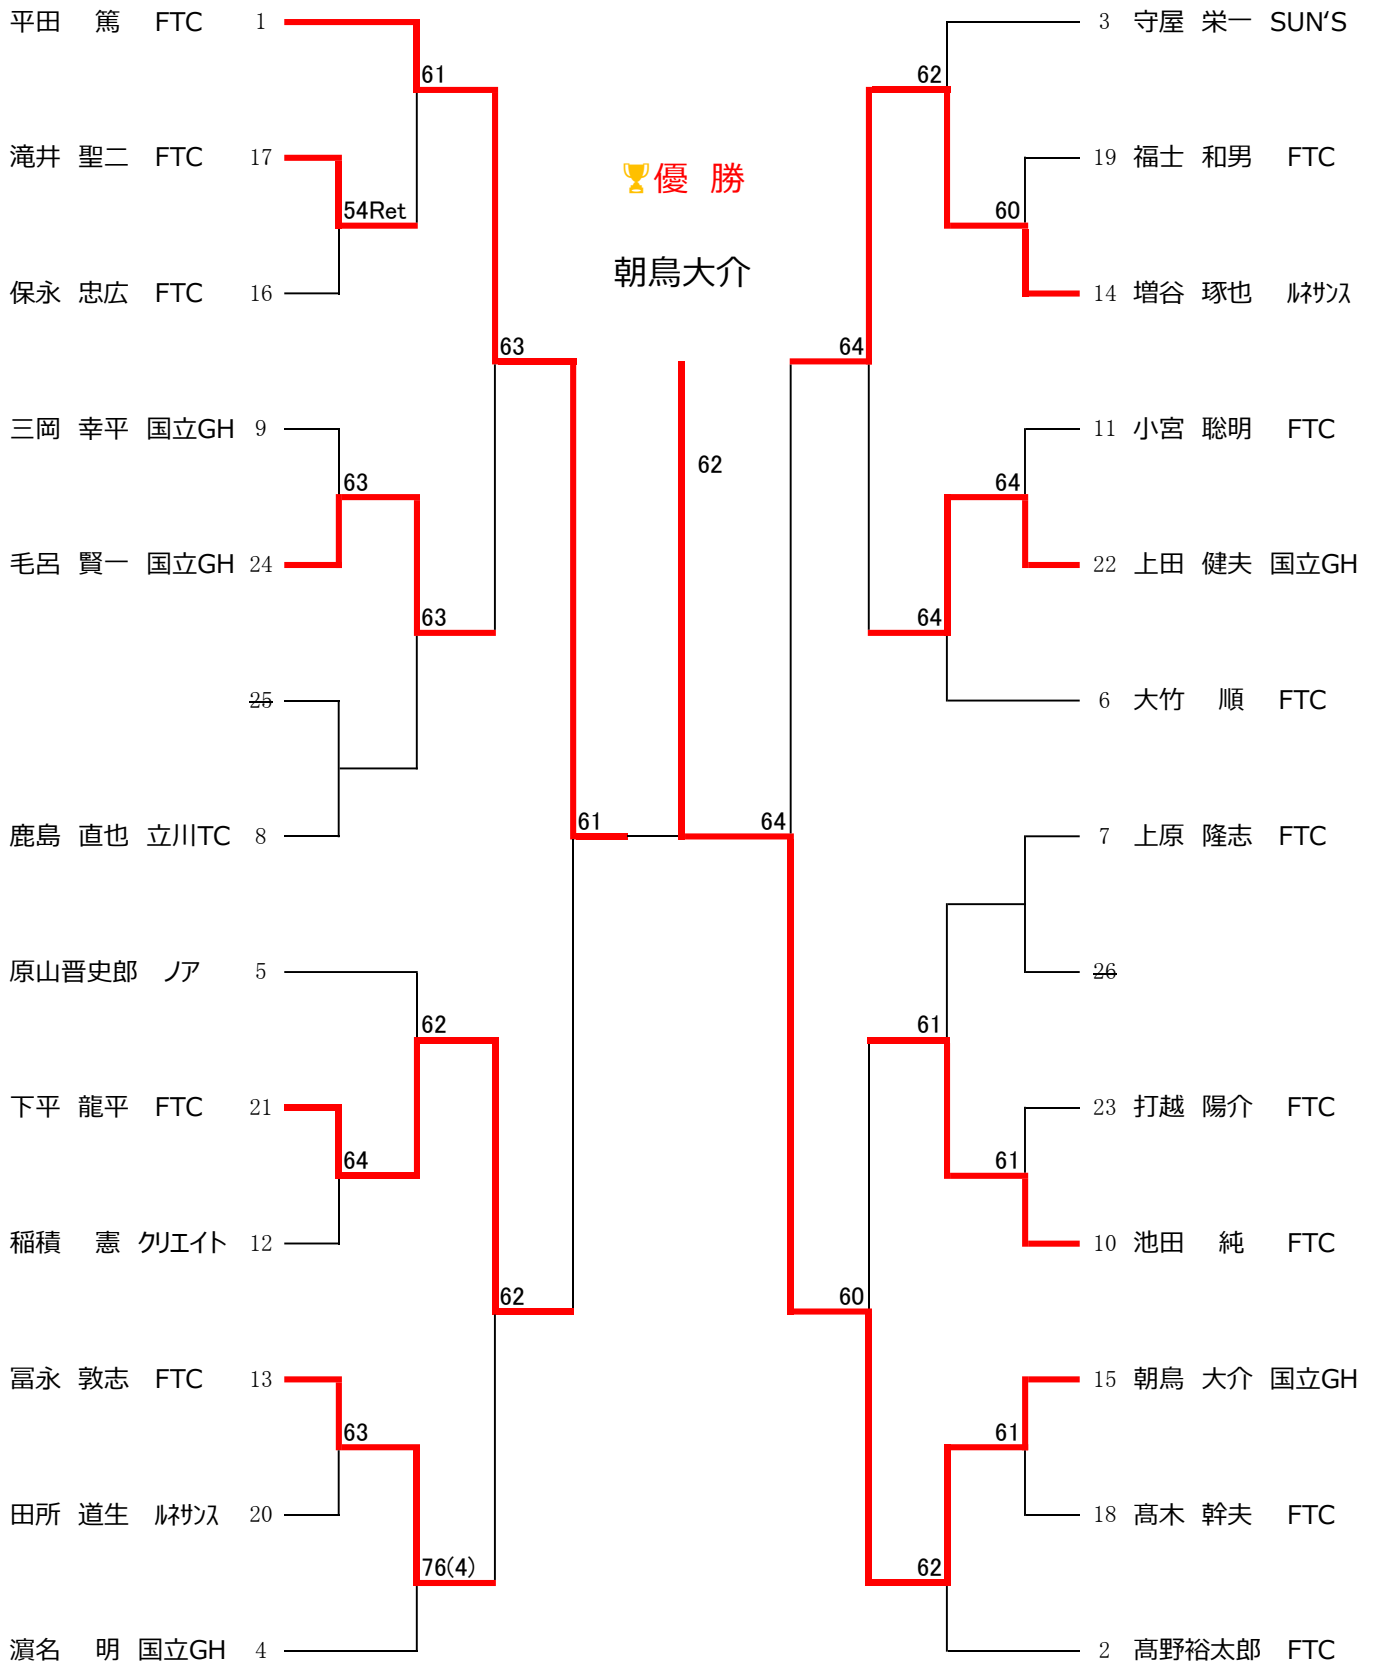 平田 篤 FTC 1
61
滝井 聖二 FTC 17
54Ret
保永 忠広 FTC 16
63
三岡 幸平 国立GH 9
63
毛呂 賢一 国立GH 24
63
25
鹿島 直也 立川TC 8
61
原山晋史郎 ノア 5
62
下平 龍平 FTC 21
64
稲積 憲 クリエイト 12
62
冨永 敦志 FTC 13
63
田所 道生 ルネサンス 20
76(4)
濵名 明 国立GH 4
🏆優 勝
朝鳥大介
62
3 守屋 栄一 SUN'S
62
19 福士 和男 FTC
60
14 増谷 琢也 ルネサンス
64
11 小宮 聡明 FTC
64
22 上田 健夫 国立GH
64
6 大竹 順 FTC
64
7 上原 隆志 FTC
26
61
23 打越 陽介 FTC
61
10 池田 純 FTC
60
15 朝鳥 大介 国立GH
61
18 髙木 幹夫 FTC
62
2 髙野裕太郎 FTC